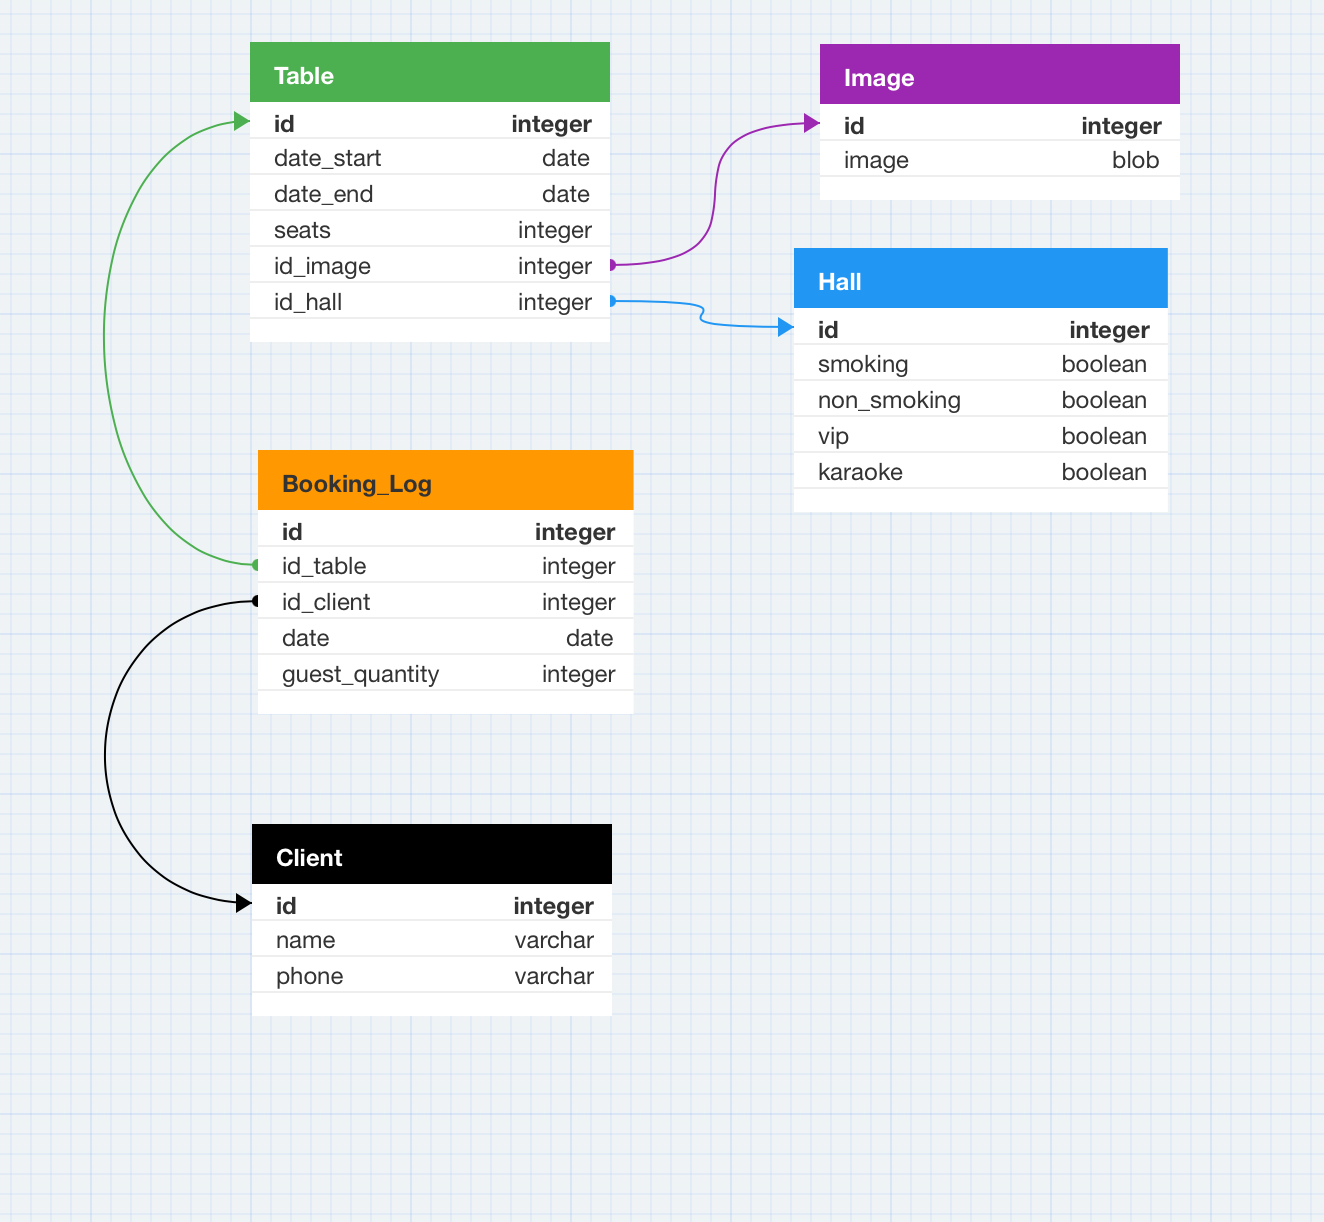 Table
id integer
date_start date
date_end date
seats integer
id_image integer
id_hall integer
Image
id integer
image blob
Hall
id integer
smoking boolean
non_smoking boolean
vip boolean
karaoke boolean
Booking_Log
id integer
id_table integer
id_client integer
date date
guest_quantity integer
Client
id integer
name varchar
phone varchar